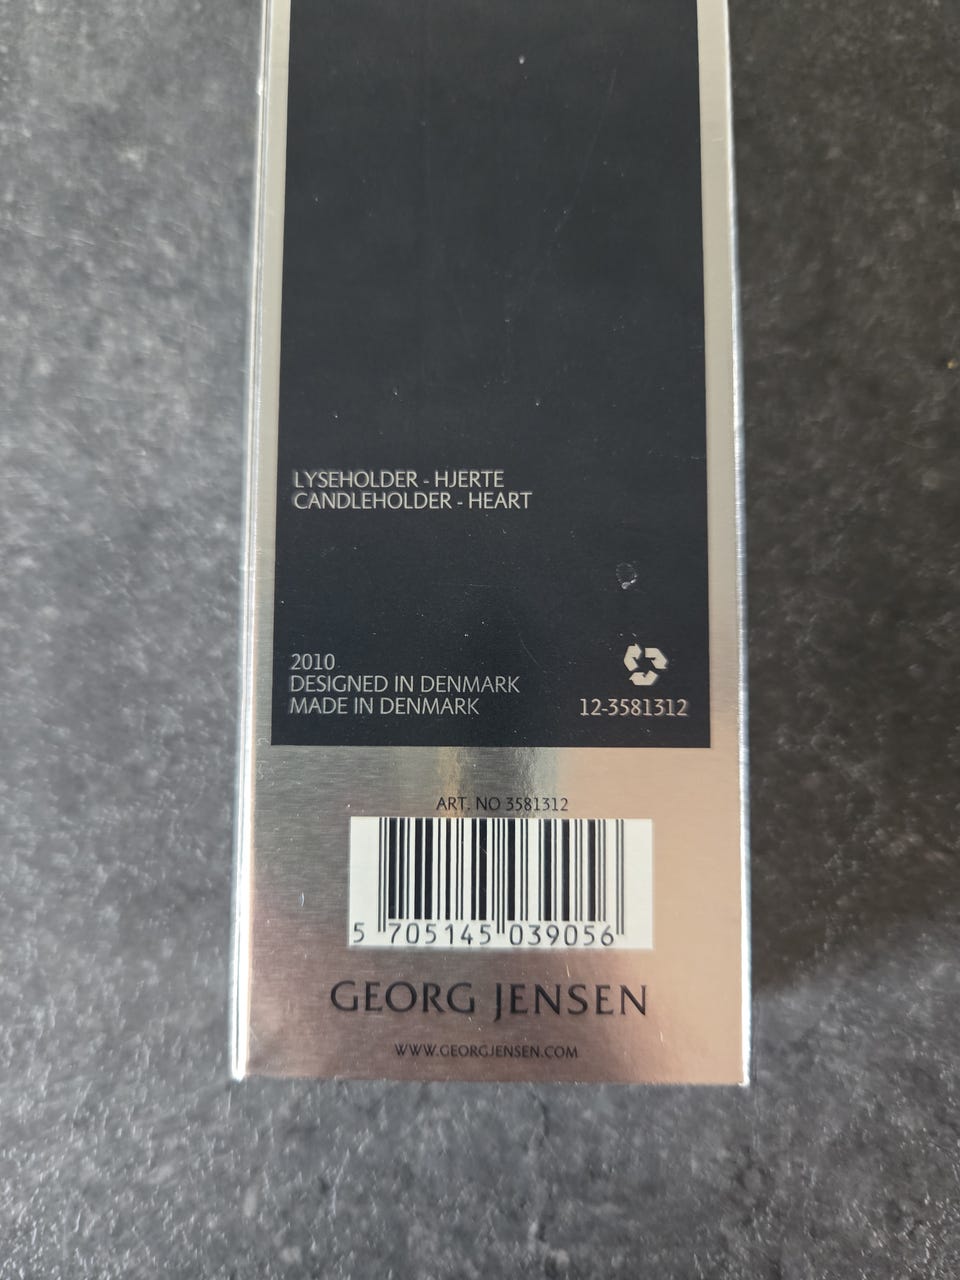 LYSEHOLDER - HJERTE
CANDLEHOLDER - HEART
2010
DESIGNED IN DENMARK
MADE IN DENMARK
12-3581312
ART. NO 3581312
5 705145 039056
GEORG JENSEN
WWW.GEORGJENSEN.COM